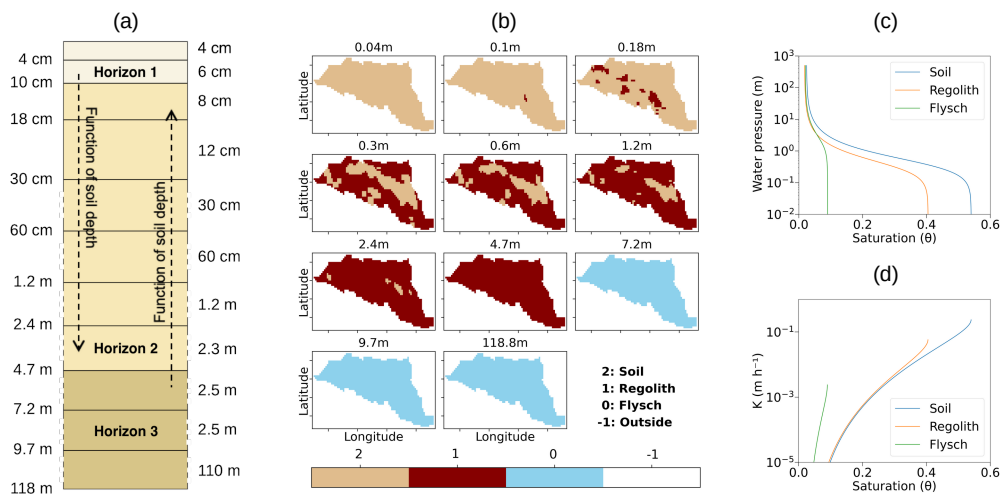 (a)
4 cm
10 cm
18 cm
30 cm
60 cm
1.2 m
2.4 m
4.7 m
7.2 m
9.7 m
118 m
Horizon 1
Horizon 2
Horizon 3
Function of soil depth
Function of soil depth
4 cm
6 cm
8 cm
12 cm
30 cm
60 cm
1.2 m
2.3 m
2.5 m
2.5 m
110 m
(b)
0.04m
0.1m
0.18m
Latitude
0.3m
0.6m
1.2m
Latitude
2.4m
4.7m
7.2m
Latitude
9.7m
118.8m
Latitude
Longitude
Longitude
2: Soil
1: Regolith
0: Flysch
-1: Outside
2
1
0
-1
2
1
0
-1
(c)
Water pressure (m)
10³
10²
10¹
10⁰
10⁻¹
10⁻²
Soil
Regolith
Flysch
0.0
0.2
0.4
0.6
Saturation (θ)
(d)
K (m h⁻¹)
10⁻¹
10⁻³
10⁻⁵
Soil
Regolith
Flysch
0.0
0.2
0.4
0.6
Saturation (θ)